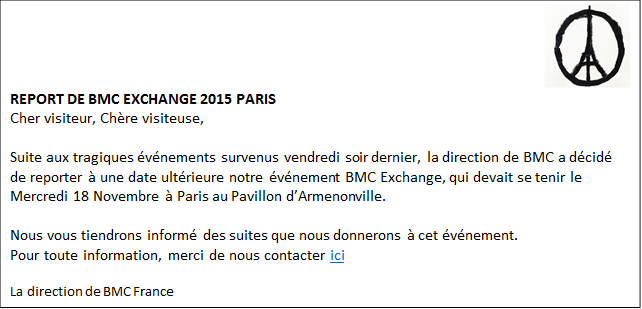 REPORT DE BMC EXCHANGE 2015 PARIS
Cher visiteur, Chère visiteuse,
Suite aux tragiques événements survenus vendredi soir dernier, la direction de BMC a décidé
de reporter à une date ultérieure notre événement BMC Exchange, qui devait se tenir le
Mercredi 18 Novembre à Paris au Pavillon d’Armenonville.
Nous vous tiendrons informé des suites que nous donnerons à cet événement.
Pour toute information, merci de nous contacter ici
La direction de BMC France